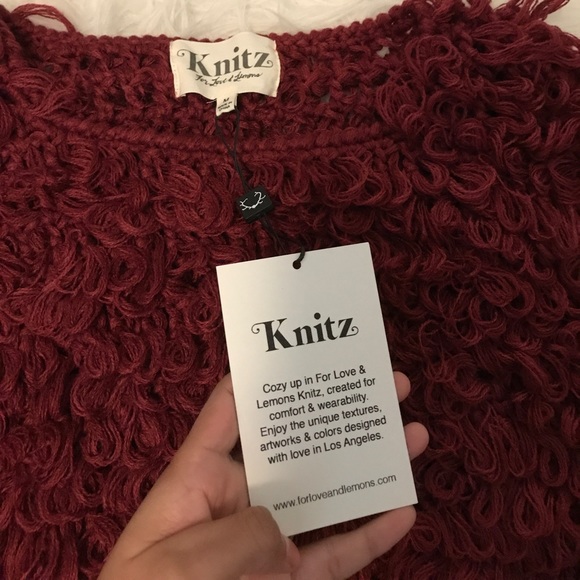 Knitz
For Love & Lemons
M
Knitz
Cozy up in For Love &
Lemons Knitz, created for
comfort & wearability.
Enjoy the unique textures,
artworks & colors designed
with love in Los Angeles.
www.forloveandlemons.com